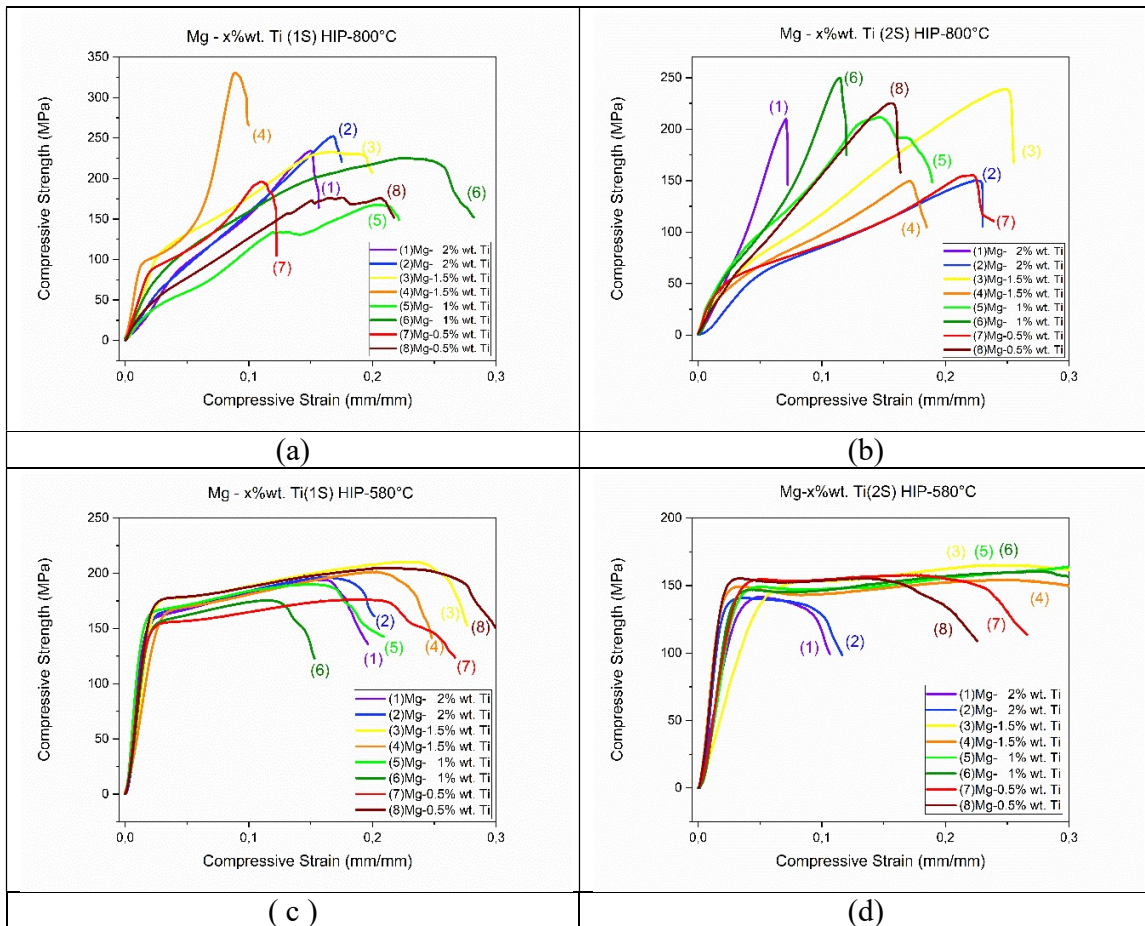 Mg - x%wt. Ti (1S) HIP-800°C
Compressive Strength (MPa)
350
300
250
200
150
100
50
0
(4)
(2)
(3)
(1)
(6)
(8)
(5)
(7)
(1)Mg- 2% wt. Ti
(2)Mg- 2% wt. Ti
(3)Mg-1.5% wt. Ti
(4)Mg-1.5% wt. Ti
(5)Mg- 1% wt. Ti
(6)Mg- 1% wt. Ti
(7)Mg-0.5% wt. Ti
(8)Mg-0.5% wt. Ti
0,0 0,1 0,2 0,3
Compressive Strain (mm/mm)
(a)
Mg - x%wt. Ti (2S) HIP-800°C
Compressive Strength (MPa)
250
200
150
100
50
0
(6)
(1)
(8)
(3)
(5)
(2)
(4)
(7)
(1)Mg- 2% wt. Ti
(2)Mg- 2% wt. Ti
(3)Mg-1.5% wt. Ti
(4)Mg-1.5% wt. Ti
(5)Mg- 1% wt. Ti
(6)Mg- 1% wt. Ti
(7)Mg-0.5% wt. Ti
(8)Mg-0.5% wt. Ti
0,0 0,1 0,2 0,3
Compressive Strain (mm/mm)
(b)
Mg - x%wt. Ti(1S) HIP-580°C
Compressive Strength (MPa)
250
200
150
100
50
0
(2)
(3)
(8)
(5)
(4)
(1)
(7)
(6)
(1)Mg- 2% wt. Ti
(2)Mg- 2% wt. Ti
(3)Mg-1.5% wt. Ti
(4)Mg-1.5% wt. Ti
(5)Mg- 1% wt. Ti
(6)Mg- 1% wt. Ti
(7)Mg-0.5% wt. Ti
(8)Mg-0.5% wt. Ti
0,0 0,1 0,2 0,3
Compressive Strain (mm/mm)
( c )
Mg-x%wt. Ti(2S) HIP-580°C
Compressive Strength (MPa)
200
150
100
50
0
(3) (5) (6)
(4)
(7)
(8)
(1) (2)
(1)Mg- 2% wt. Ti
(2)Mg- 2% wt. Ti
(3)Mg-1.5% wt. Ti
(4)Mg-1.5% wt. Ti
(5)Mg- 1% wt. Ti
(6)Mg- 1% wt. Ti
(7)Mg-0.5% wt. Ti
(8)Mg-0.5% wt. Ti
0,0 0,1 0,2 0,3
Compressive Strain (mm/mm)
(d)